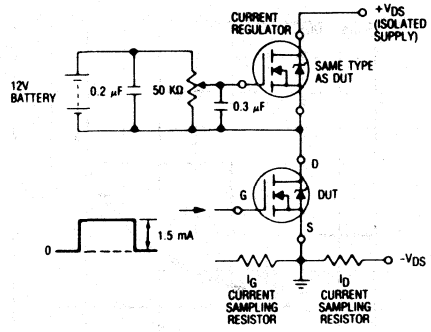 CURRENT
REGULATOR
+VDS
(ISOLATED
SUPPLY)
SAME TYPE
AS DUT
12V
BATTERY
0.2 µF
50 KΩ
0.3 µF
D
G
DUT
S
0
1.5 mA
-VDS
IG
CURRENT
SAMPLING
RESISTOR
ID
CURRENT
SAMPLING
RESISTOR